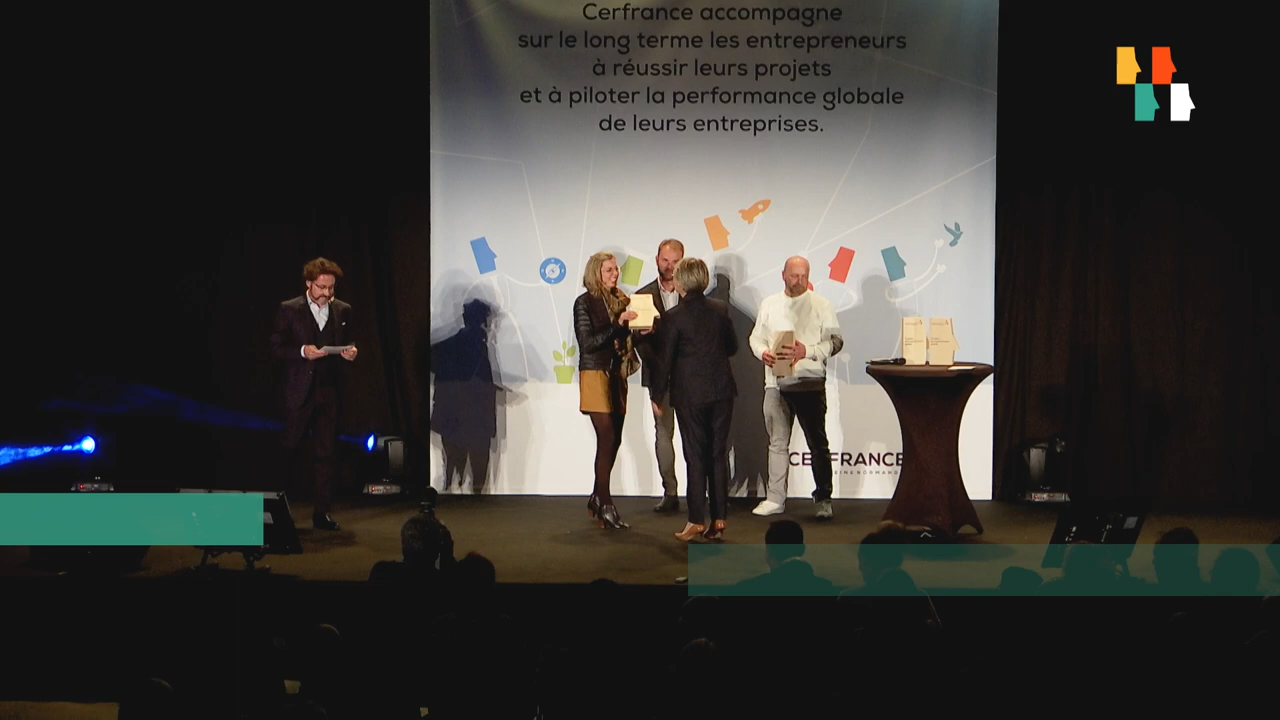 Cerfrance accompagne
sur le long terme les entrepreneurs
à réussir leurs projets
et à piloter la performance globale
de leurs entreprises.